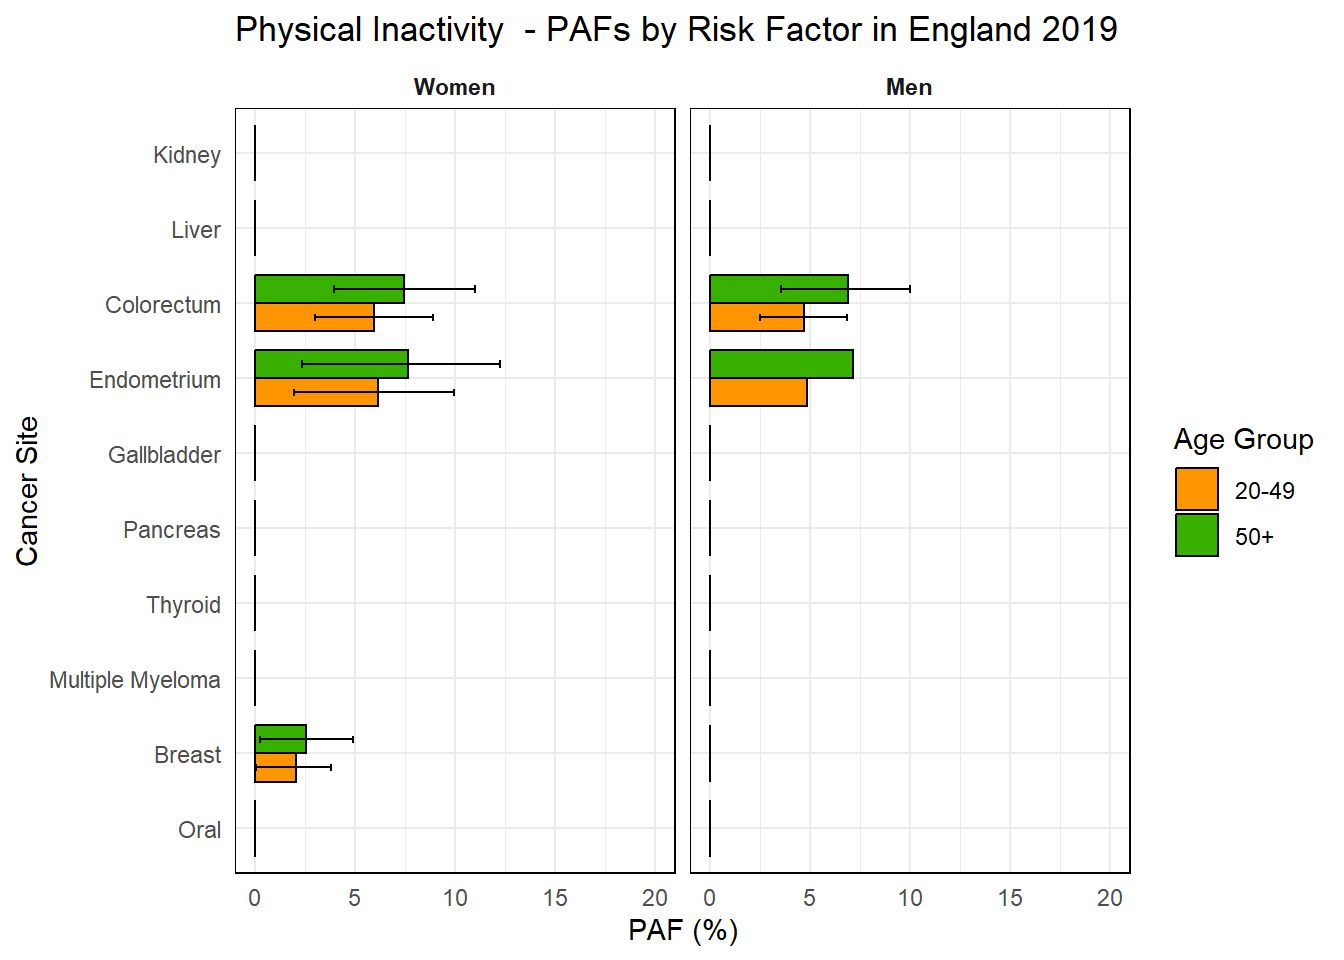 Physical Inactivity  - PAFs by Risk Factor in England 2019
Women
Men
Cancer Site
Kidney
Liver
Colorectum
Endometrium
Gallbladder
Pancreas
Thyroid
Multiple Myeloma
Breast
Oral
0 5 10 15 20
0 5 10 15 20
PAF (%)
Age Group
20-49
50+